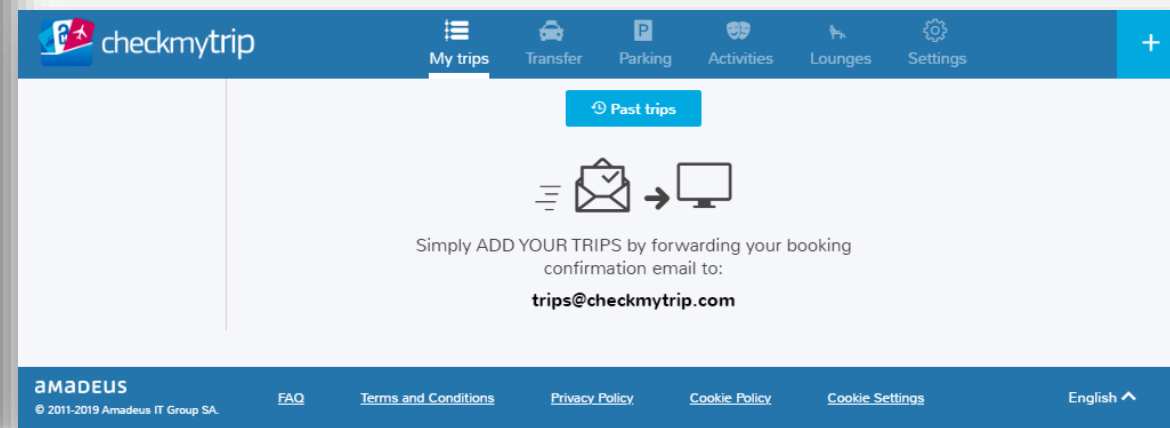 checkmytrip
My trips
Transfer
Parking
Activities
Lounges
Settings
Past trips
Simply ADD YOUR TRIPS by forwarding your booking
confirmation email to:
trips@checkmytrip.com
aMaDEUS
© 2011-2019 Amadeus IT Group SA.
FAQ
Terms and Conditions
Privacy Policy
Cookie Policy
Cookie Settings
English